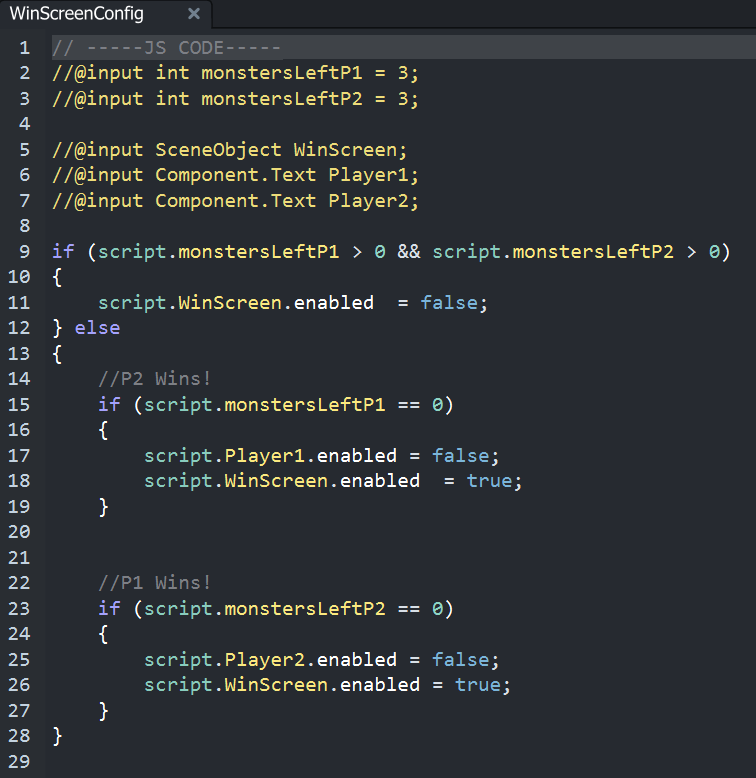 WinScreenConfig ×
1 // -----JS CODE-----
2 //@input int monstersLeftP1 = 3;
3 //@input int monstersLeftP2 = 3;
4
5 //@input SceneObject WinScreen;
6 //@input Component.Text Player1;
7 //@input Component.Text Player2;
8
9 if (script.monstersLeftP1 > 0 && script.monstersLeftP2 > 0)
10 {
11     script.WinScreen.enabled  = false;
12 } else
13 {
14     //P2 Wins!
15     if (script.monstersLeftP1 == 0)
16     {
17         script.Player1.enabled = false;
18         script.WinScreen.enabled  = true;
19     }
20
21
22     //P1 Wins!
23     if (script.monstersLeftP2 == 0)
24     {
25         script.Player2.enabled = false;
26         script.WinScreen.enabled = true;
27     }
28 }
29